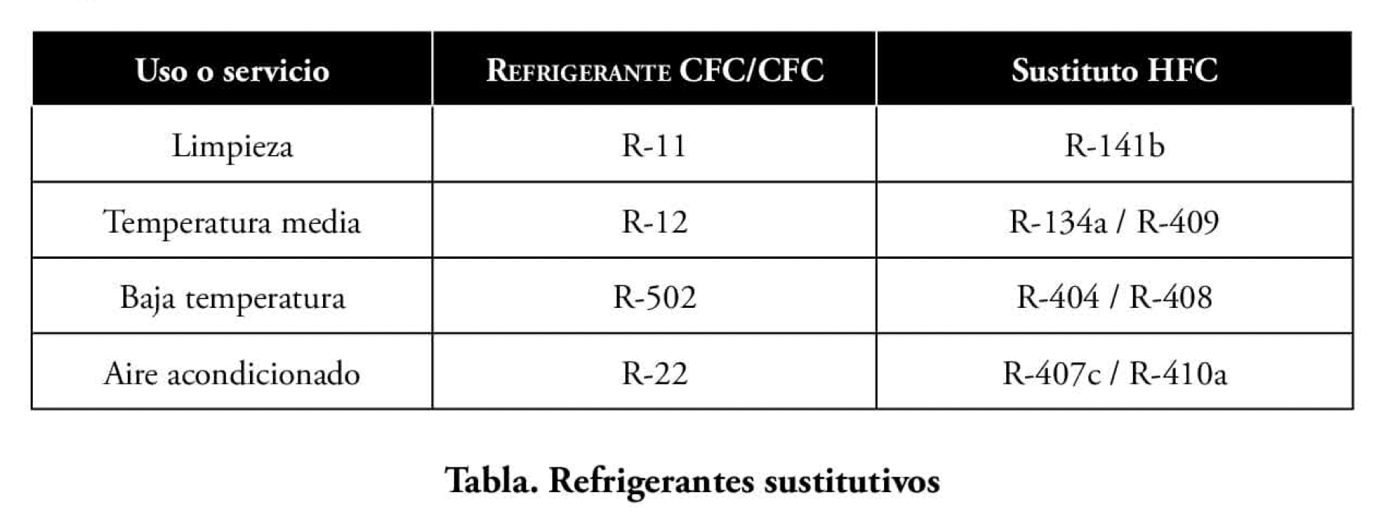 Uso o servicio REFRIGERANTE CFC/CFC Sustituto HFC
Limpieza R-11 R-141b
Temperatura media R-12 R-134a / R-409
Baja temperatura R-502 R-404 / R-408
Aire acondicionado R-22 R-407c / R-410a
Tabla. Refrigerantes sustitutivos